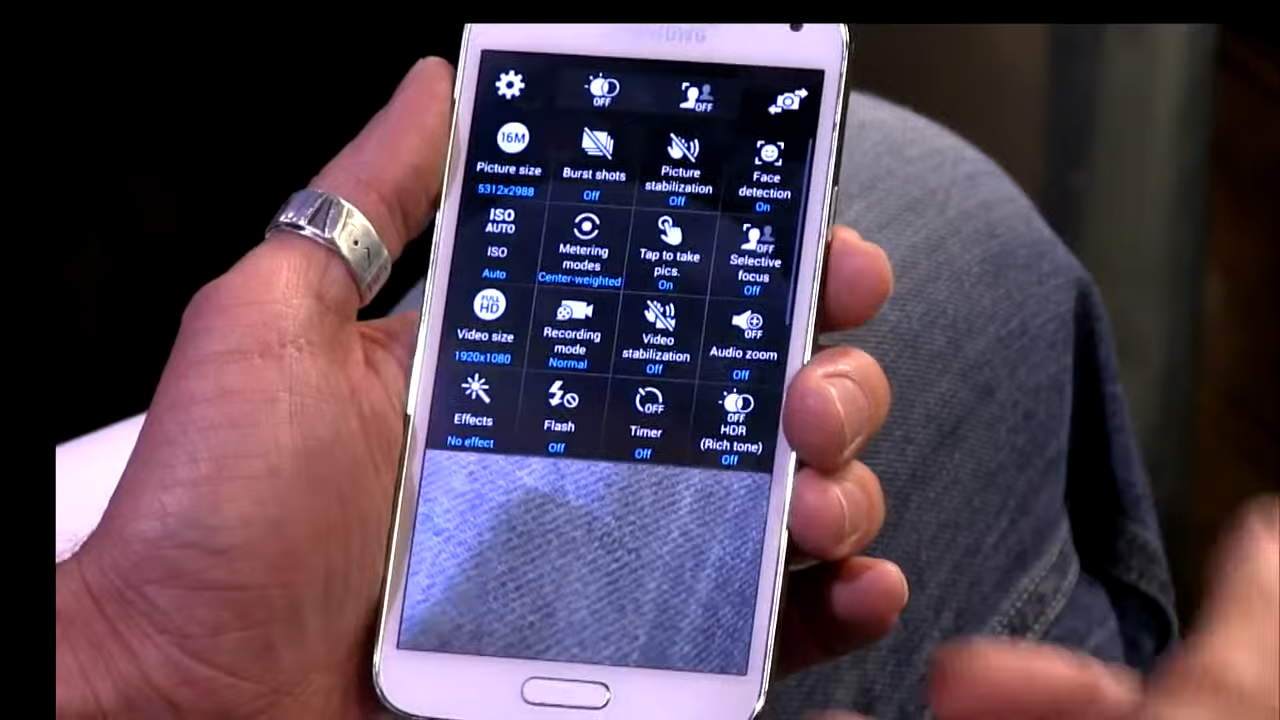 SAMSUNG
OFF
OFF
16M
Picture size
5312x2988
Burst shots
Off
Picture
stabilization
Off
Face
detection
On
ISO
AUTO
ISO
Auto
Metering
modes
Center-weighted
Tap to take
pics.
On
OFF
Selective
focus
Off
FULL
HD
Video size
1920x1080
Recording
mode
Normal
Video
stabilization
Off
OFF
Audio zoom
Off
Effects
No effect
Flash
Off
OFF
Timer
Off
OFF
HDR
(Rich tone)
Off